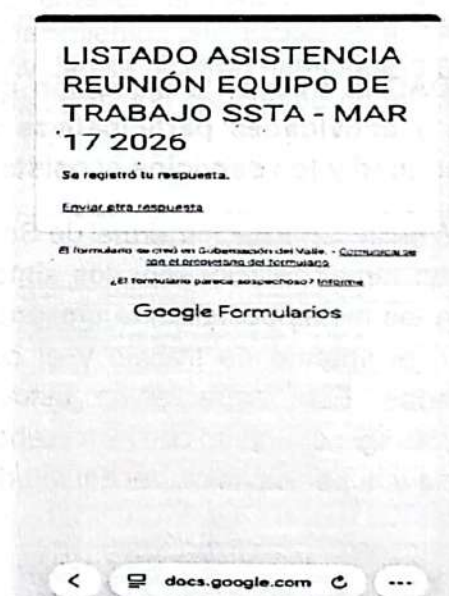 LISTADO ASISTENCIA
REUNIÓN EQUIPO DE
TRABAJO SSTA - MAR
17 2026
Se registró tu respuesta.
Enviar otra respuesta
El formulario se creó en Gobernación del Valle. - Comunícate
con el propietario del formulario
¿El formulario parece sospechoso? Informe
Google Formularios
docs.google.com